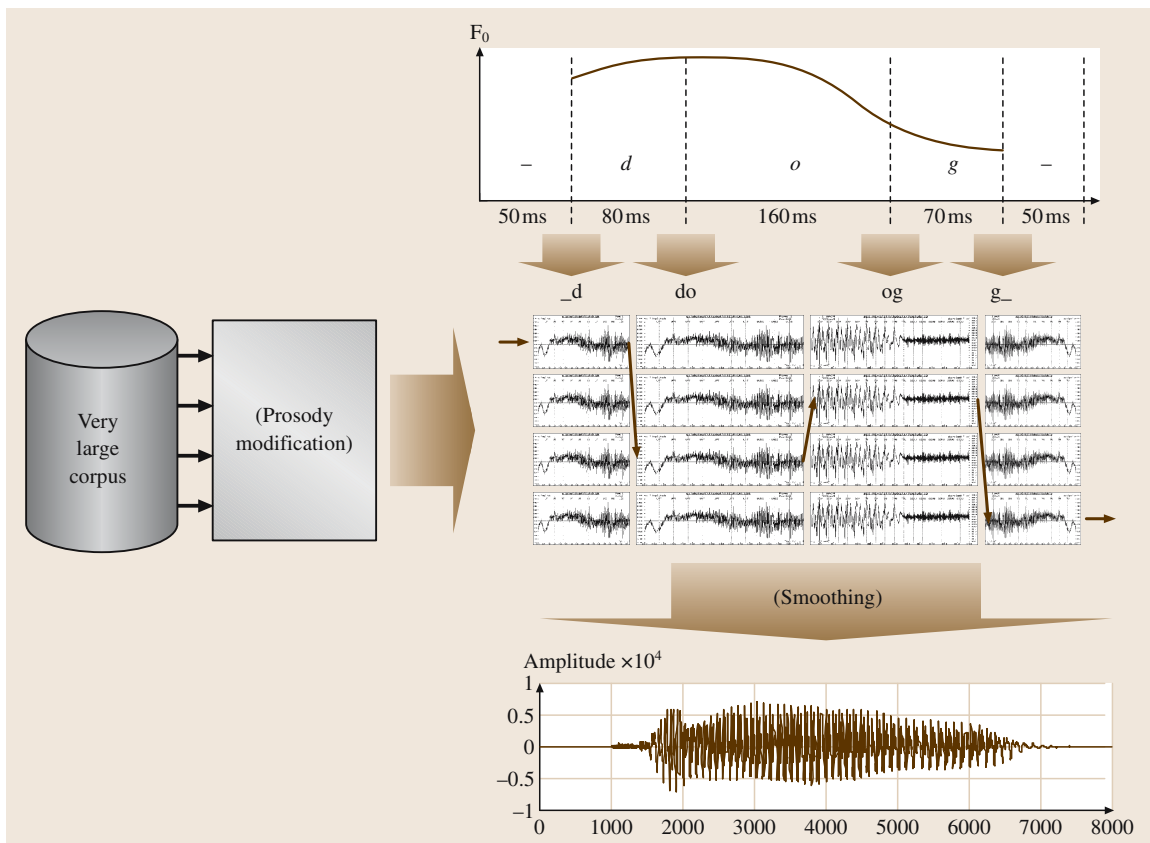 F₀
– d o g –
50 ms 80 ms 160 ms 70 ms 50 ms
_d do og g_
Very
large
corpus
(Prosody
modification)
(Smoothing)
Amplitude ×10⁴
1
0.5
0
–0.5
–1
0 1000 2000 3000 4000 5000 6000 7000 8000